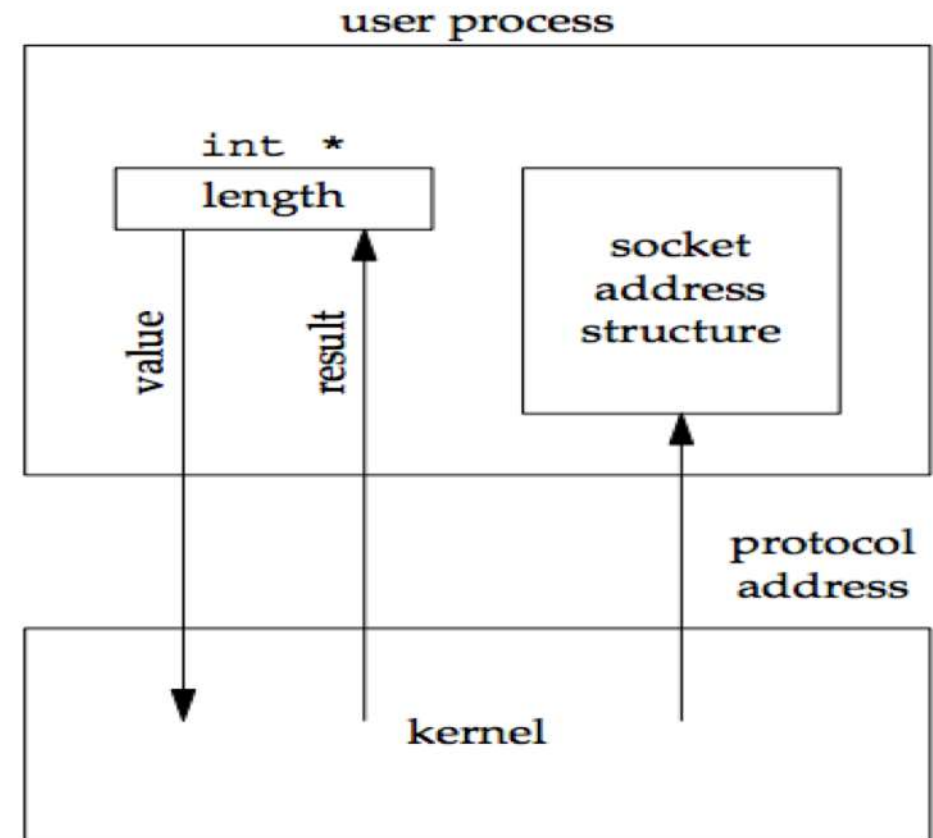 user process
int *
length
socket
address
structure
value
result
protocol
address
kernel